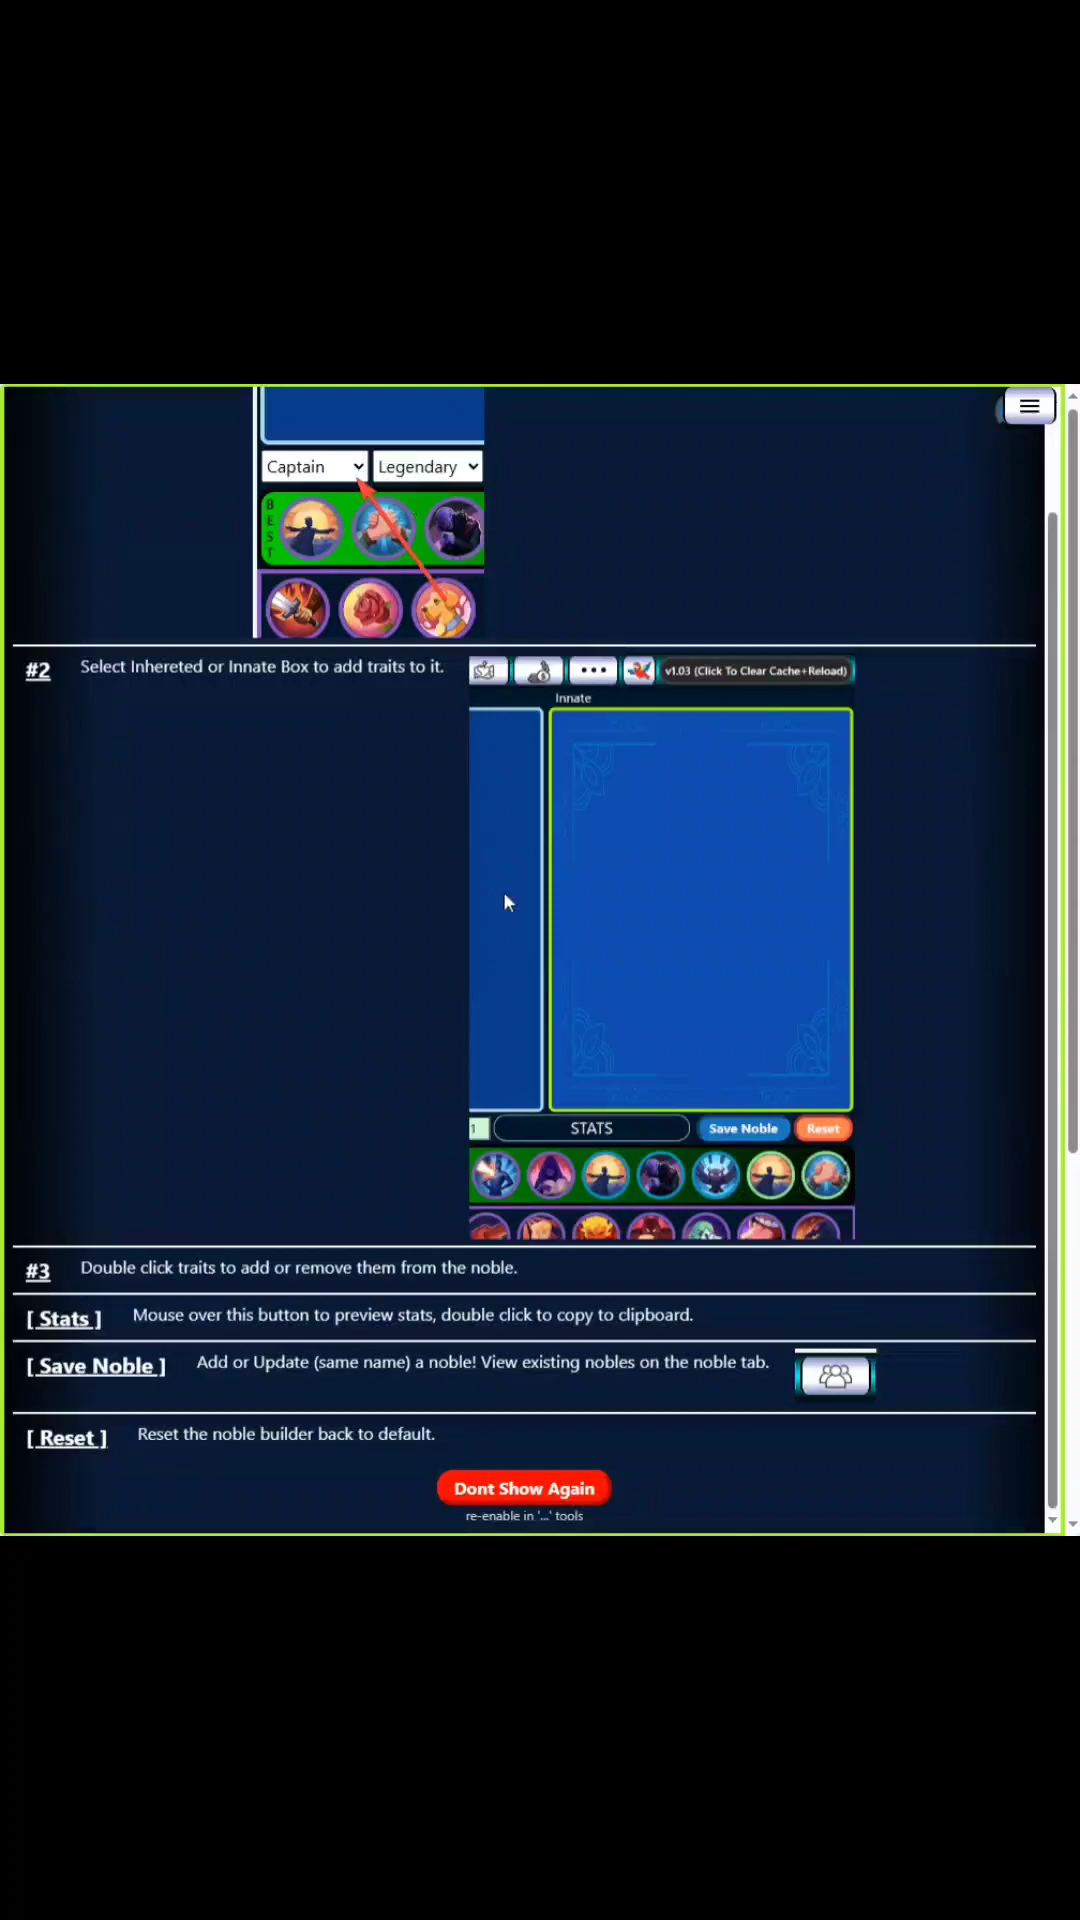 Captain Legendary
BEST
#2 Select Inhereted or Innate Box to add traits to it.
v1.03 (Click To Clear Cache+Reload)
Innate
1 STATS Save Noble Reset
#3 Double click traits to add or remove them from the noble.
[ Stats ] Mouse over this button to preview stats, double click to copy to clipboard.
[ Save Noble ] Add or Update (same name) a noble! View existing nobles on the noble tab.
[ Reset ] Reset the noble builder back to default.
Dont Show Again
re-enable in '...' tools